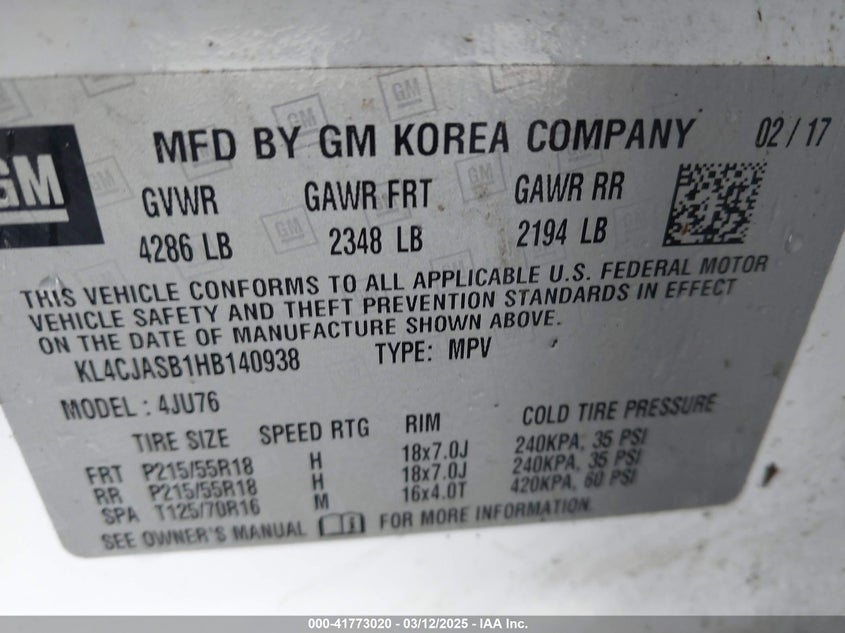 GM
MFD BY GM KOREA COMPANY 02/17
GVWR GAWR FRT GAWR RR
4286 LB 2348 LB 2194 LB
THIS VEHICLE CONFORMS TO ALL APPLICABLE U.S. FEDERAL MOTOR
VEHICLE SAFETY AND THEFT PREVENTION STANDARDS IN EFFECT
ON THE DATE OF MANUFACTURE SHOWN ABOVE.
KL4CJASB1HB140938 TYPE: MPV
MODEL: 4JU76
TIRE SIZE SPEED RTG RIM COLD TIRE PRESSURE
FRT P215/55R18 H 18x7.0J 240KPA, 35 PSI
RR P215/55R18 H 18x7.0J 240KPA, 35 PSI
SPA T125/70R16 M 16x4.0T 420KPA, 60 PSI
SEE OWNER'S MANUAL FOR MORE INFORMATION.
000-41773020 - 03/12/2025 - IAA Inc.